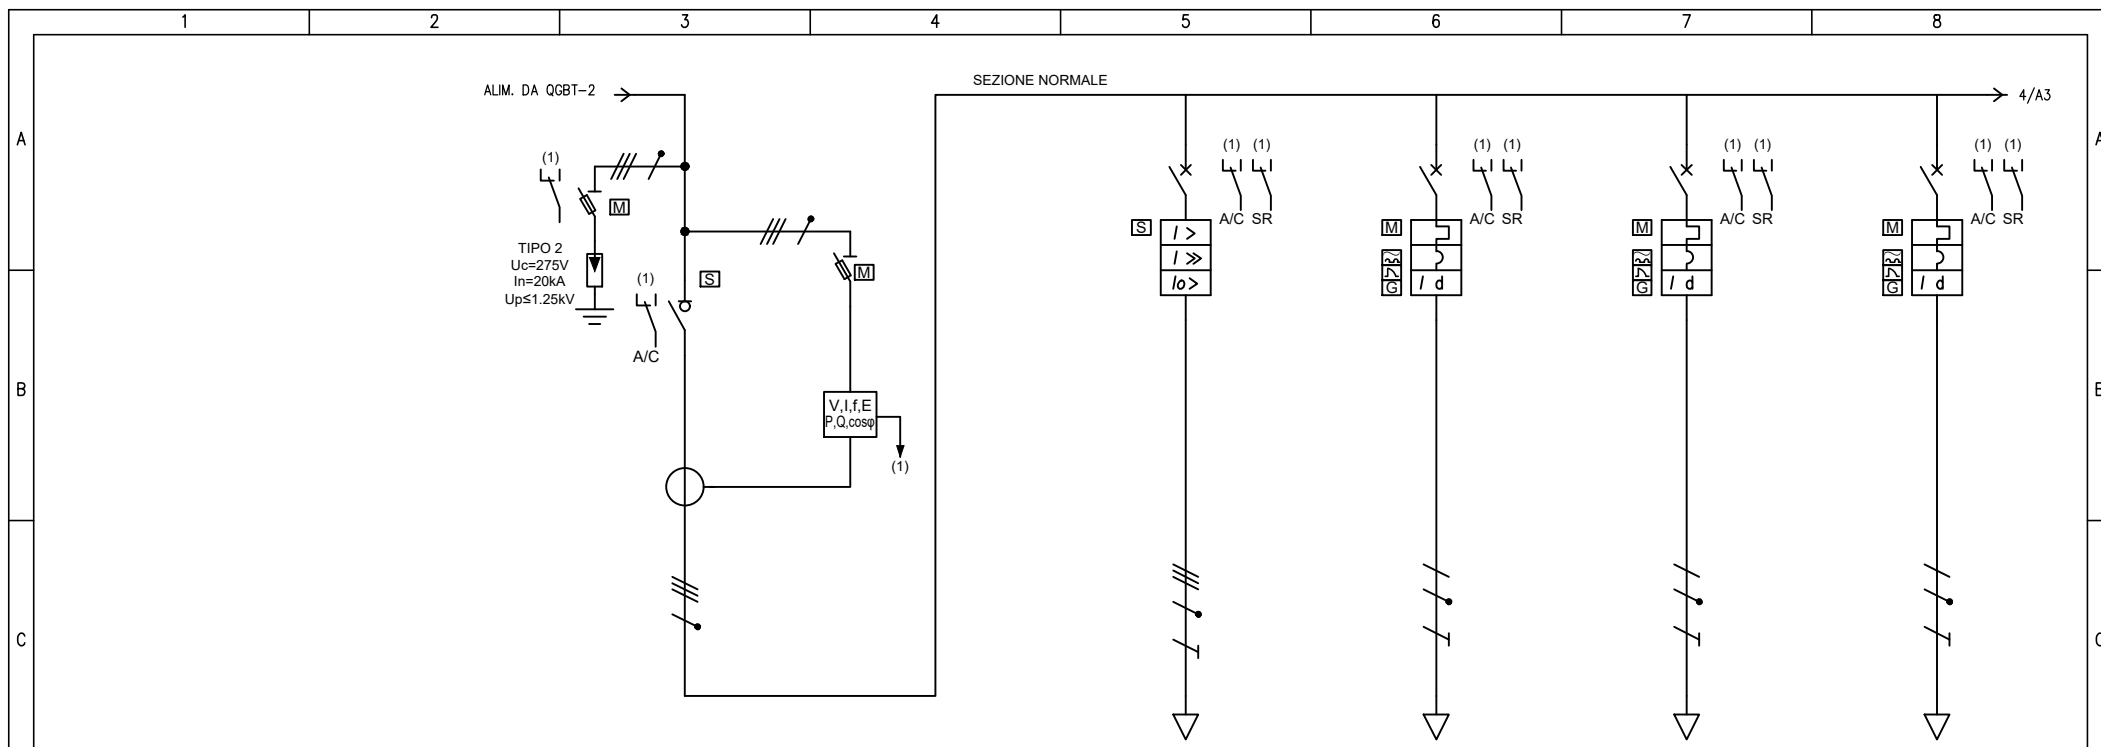 1 2 3 4 5 6 7 8
ALIM. DA QGBT-2
SEZIONE NORMALE
4/A3
A
A
(1)
M
TIPO 2
Uc=275V
In=20kA
Up≤1.25kV
(1)
A/C
S
M
V,I,f,E
P,Q,cosφ
(1)
(1) (1)
A/C SR
S
I >
I >>
Io>
(1) (1)
A/C SR
M
G
I d
(1) (1)
A/C SR
M
G
I d
(1) (1)
A/C SR
M
G
I d
B
C